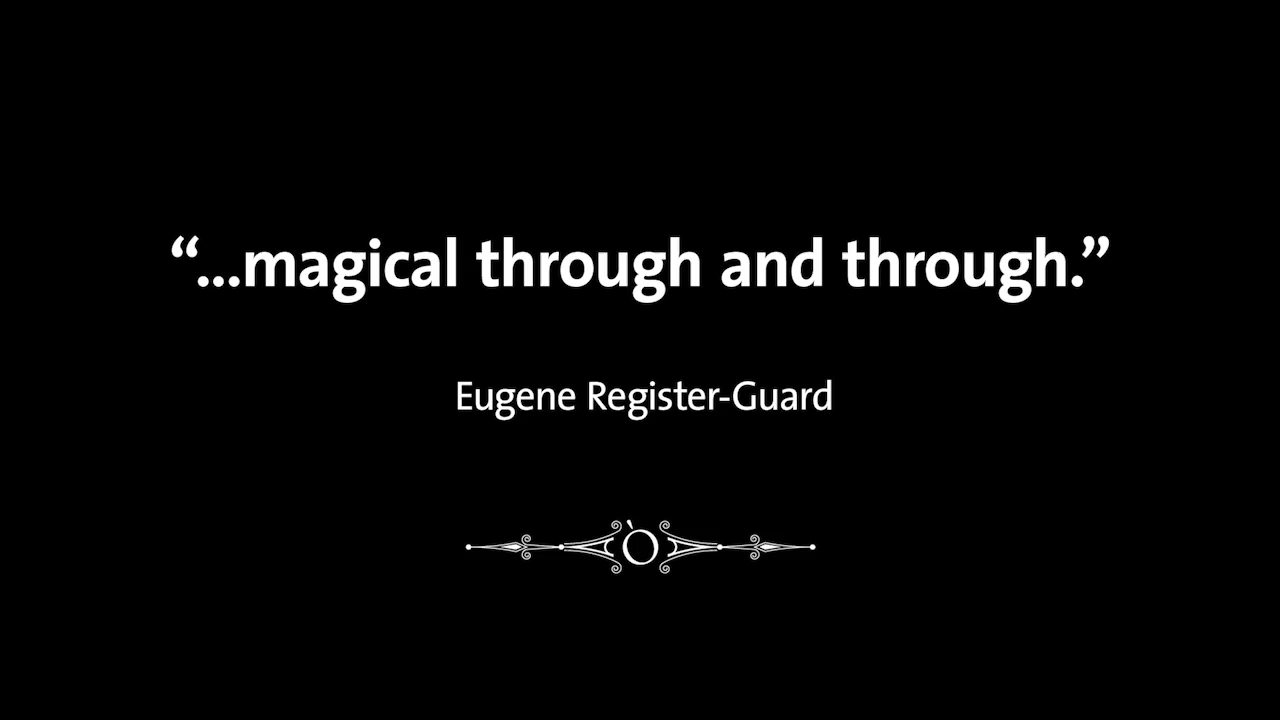 “...magical through and through.”
Eugene Register-Guard
Ò